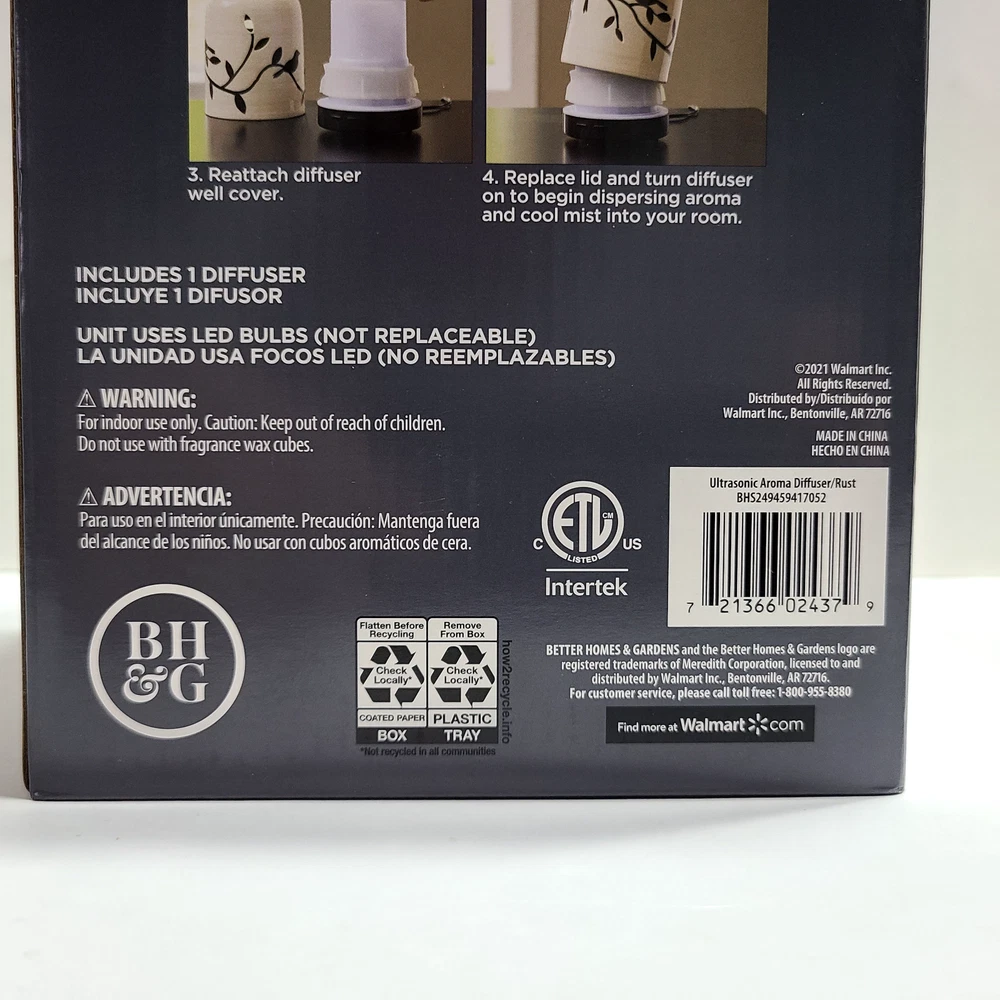 3. Reattach diffuser
well cover.
4. Replace lid and turn diffuser
on to begin dispersing aroma
and cool mist into your room.
INCLUDES 1 DIFFUSER
INCLUYE 1 DIFUSOR
UNIT USES LED BULBS (NOT REPLACEABLE)
LA UNIDAD USA FOCOS LED (NO REEMPLAZABLES)
⚠ WARNING:
For indoor use only. Caution: Keep out of reach of children.
Do not use with fragrance wax cubes.
⚠ ADVERTENCIA:
Para uso en el interior únicamente. Precaución: Mantenga fuera
del alcance de los niños. No usar con cubos aromáticos de cera.
©2021 Walmart Inc.
All Rights Reserved.
Distributed by/Distribuido por
Walmart Inc., Bentonville, AR 72716
MADE IN CHINA
HECHO EN CHINA
Ultrasonic Aroma Diffuser/Rust
BHS249459417052
7 21366 02437 9
ETL CM
C US
LISTED
Intertek
BH
&G
Flatten Before
Recycling
Check
Locally*
COATED PAPER
BOX
Remove
From Box
Check
Locally*
PLASTIC
TRAY
how2recycle.info
*Not recycled in all communities
BETTER HOMES & GARDENS and the Better Homes & Gardens logo are
registered trademarks of Meredith Corporation, licensed to and
distributed by Walmart Inc., Bentonville, AR 72716.
For customer service, please call toll free: 1-800-955-8380
Find more at Walmart.com